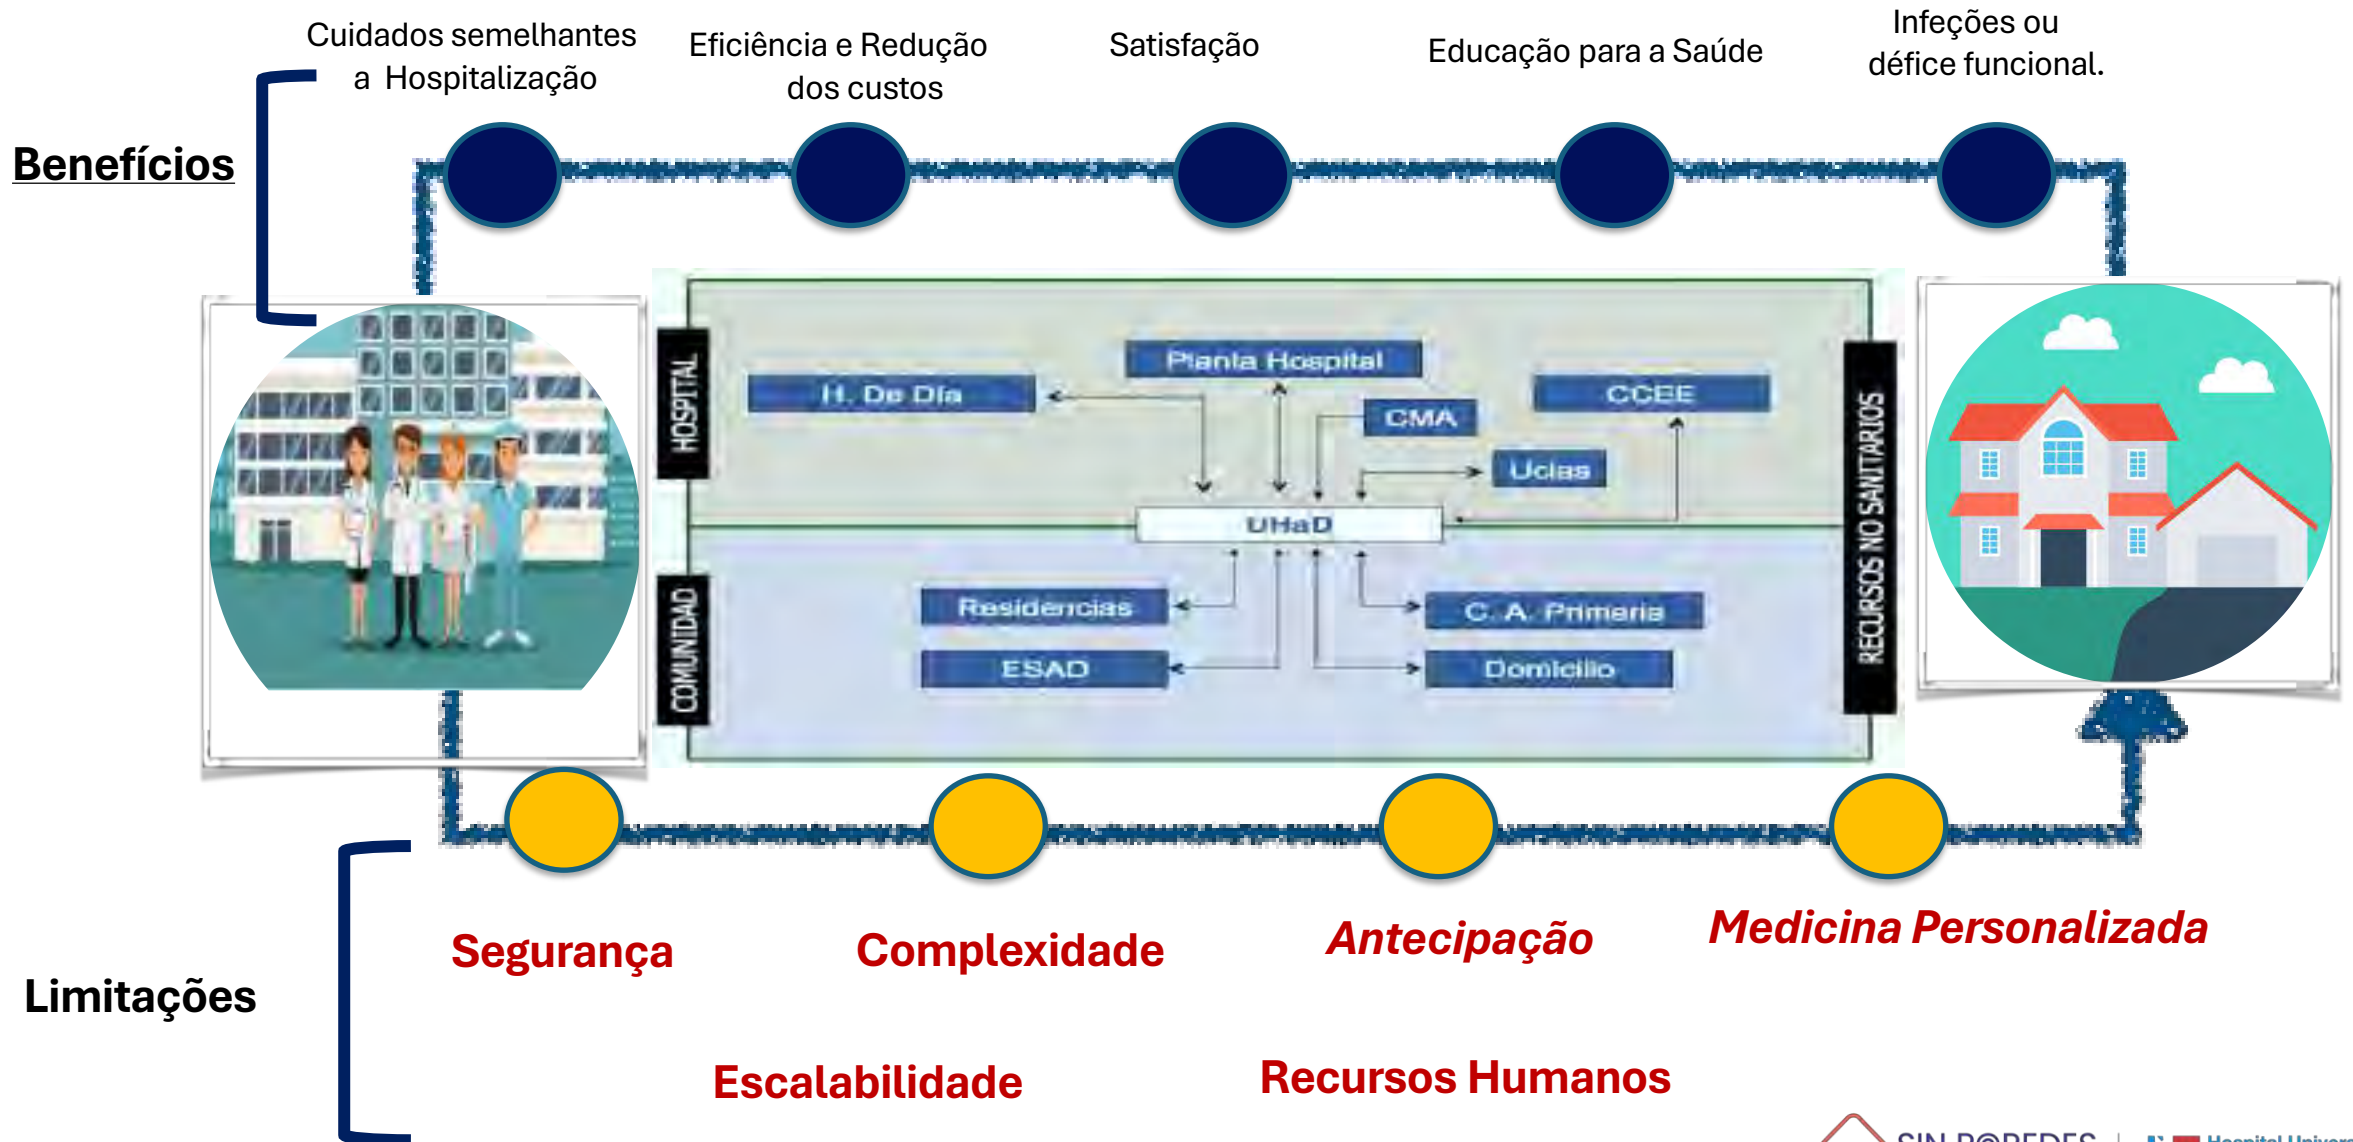 Cuidados semelhantes
a Hospitalização
Eficiência e Redução
dos custos
Satisfação
Educação para a Saúde
Infeções ou
défice funcional.
Benefícios
HOSPITAL
Planta Hospital
H. De Día
CCEE
CMA
Ucias
UHaD
COMUNIDAD
Residencias
C. A. Primeria
ESAD
Domicilio
RECURSOS NO SANITARIOS
Segurança
Complexidade
Antecipação
Medicina Personalizada
Limitações
Escalabilidade
Recursos Humanos